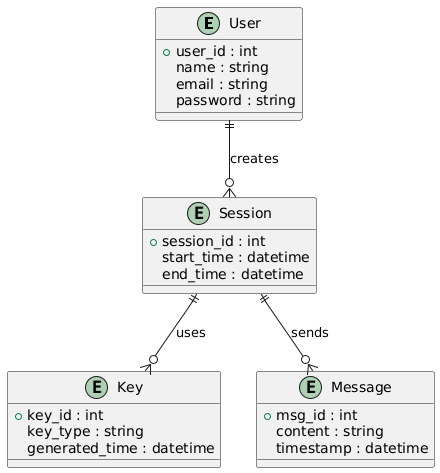 E User
user_id : int
name : string
email : string
password : string
creates
E Session
session_id : int
start_time : datetime
end_time : datetime
uses
sends
E Key
key_id : int
key_type : string
generated_time : datetime
E Message
msg_id : int
content : string
timestamp : datetime